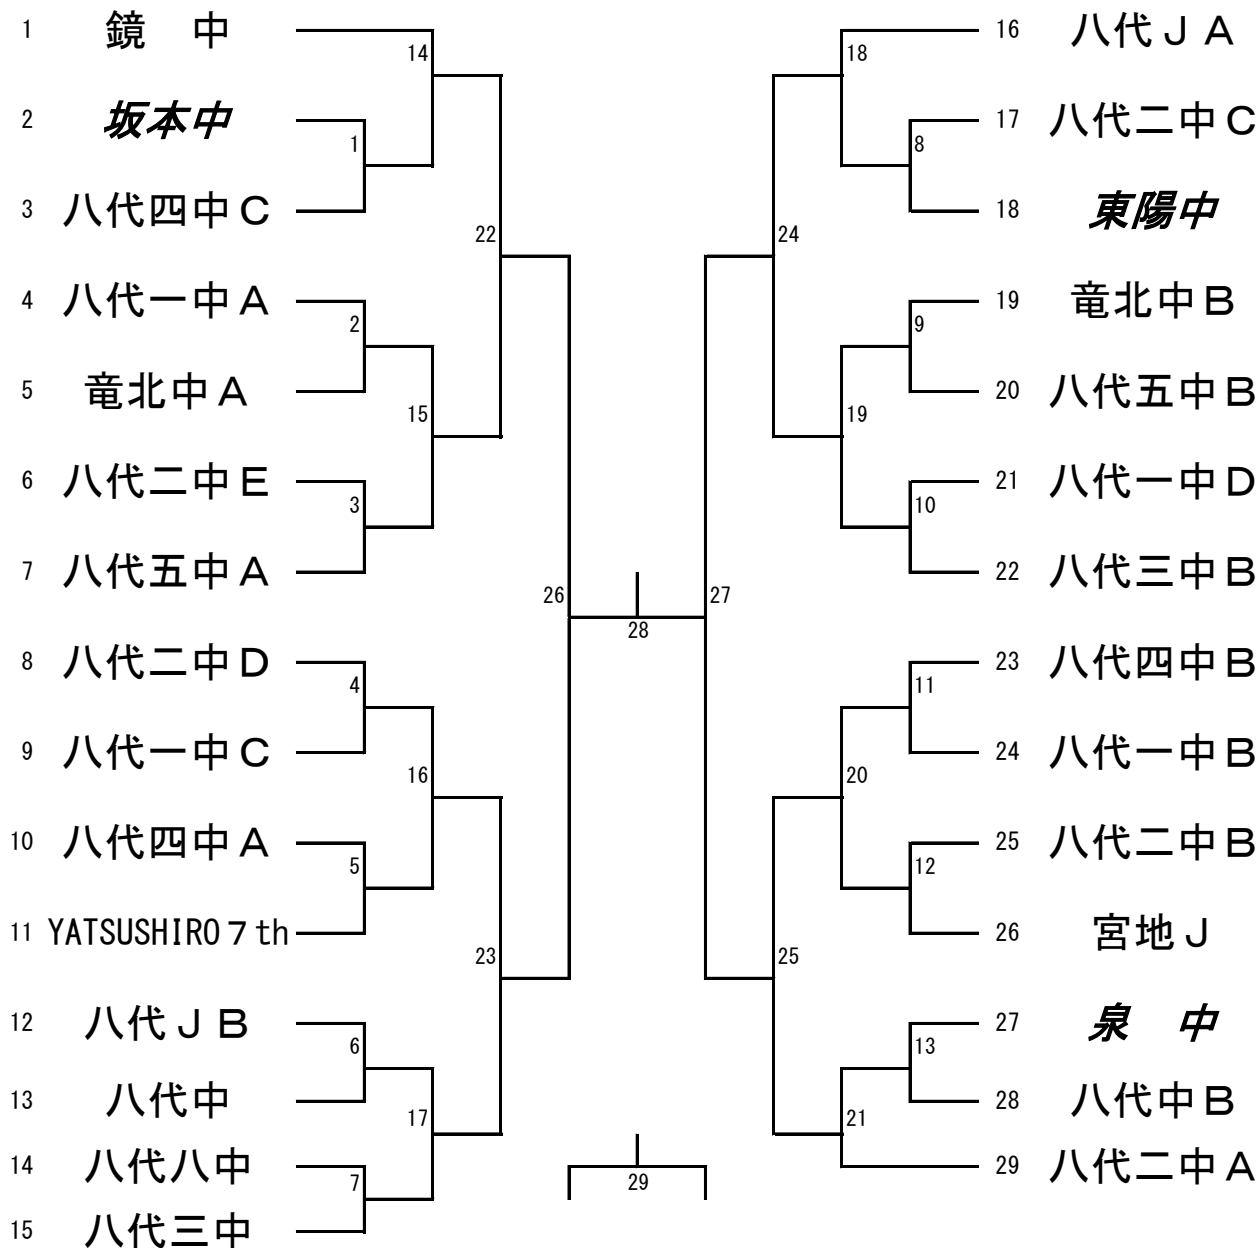 1 鏡　中
14
2 坂本中
1
3 八代四中Ｃ
22
4 八代一中Ａ
2
5 竜北中Ａ
15
6 八代二中Ｅ
3
7 八代五中Ａ
26
8 八代二中Ｄ
4
9 八代一中Ｃ
16
10 八代四中Ａ
5
11 YATSUSHIRO７th
23
12 八代ＪＢ
6
13 八代中
17
14 八代八中
7
15 八代三中
28
29
16 八代ＪＡ
18
17 八代二中Ｃ
8
18 東陽中
24
19 竜北中Ｂ
9
20 八代五中Ｂ
19
21 八代一中Ｄ
10
22 八代三中Ｂ
27
23 八代四中Ｂ
11
24 八代一中Ｂ
20
25 八代二中Ｂ
12
26 宮地Ｊ
25
27 泉　中
13
28 八代中Ｂ
21
29 八代二中Ａ